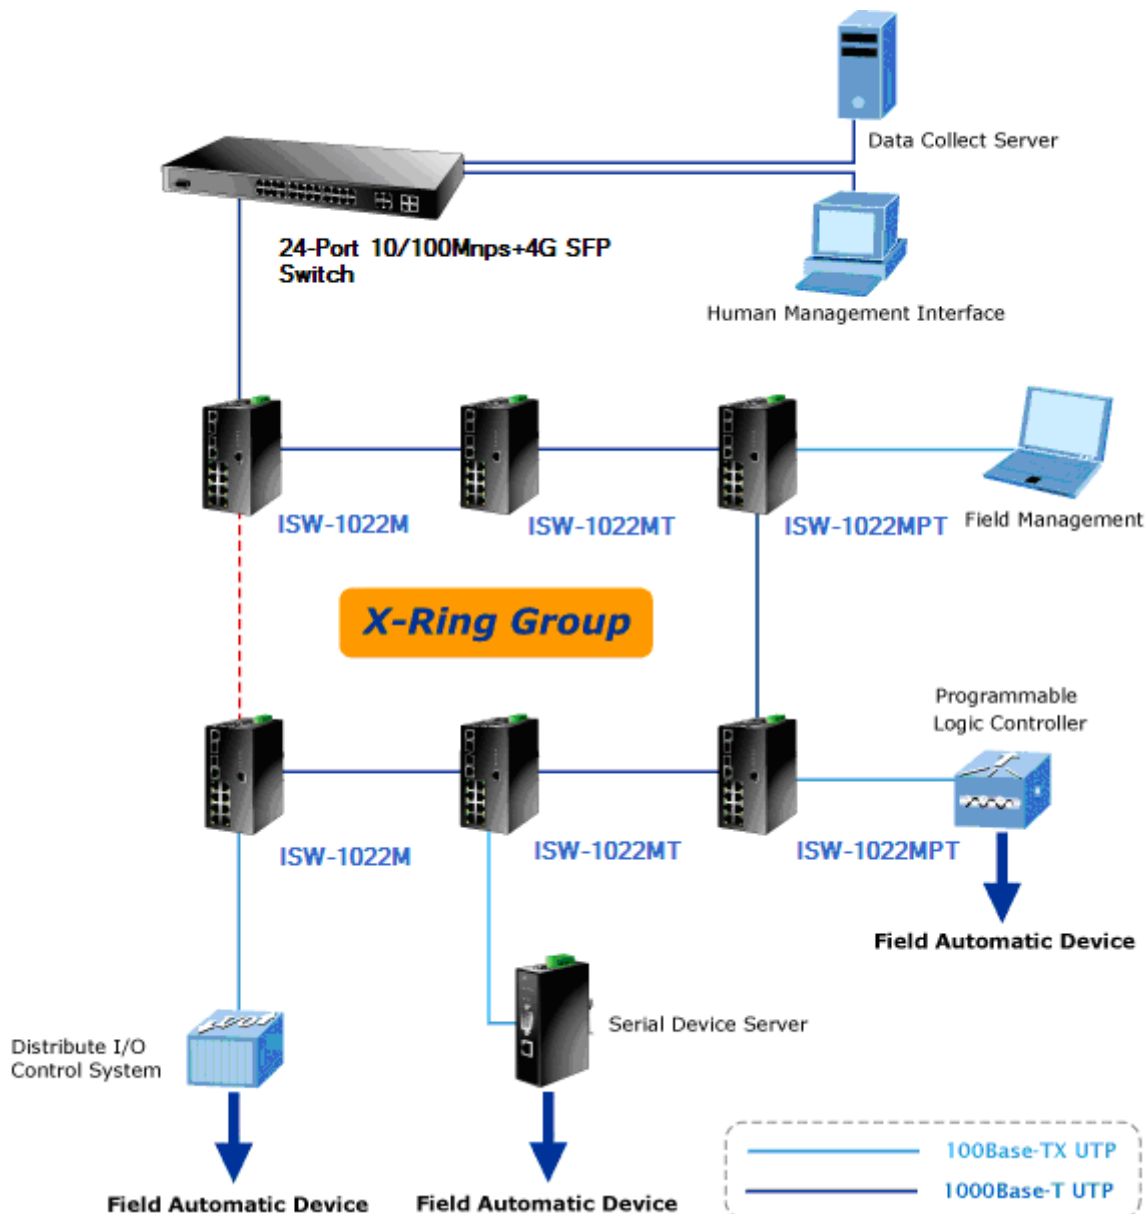 Data Collect Server
24-Port 10/100Mnps+4G SFP
Switch
Human Management Interface
ISW-1022M
ISW-1022MT
ISW-1022MPT
Field Management
X-Ring Group
Programmable
Logic Controller
ISW-1022M
ISW-1022MT
ISW-1022MPT
Field Automatic Device
Serial Device Server
Distribute I/O
Control System
100Base-TX UTP
1000Base-T UTP
Field Automatic Device
Field Automatic Device